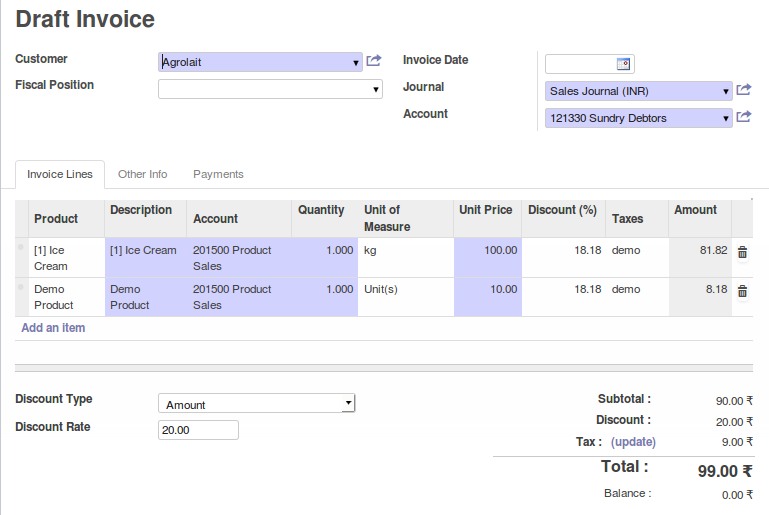 Draft Invoice
Customer Agrolait Invoice Date
Fiscal Position Journal Sales Journal (INR)
Account 121330 Sundry Debtors
Invoice Lines Other Info Payments
Product Description Account Quantity Unit of Measure Unit Price Discount (%) Taxes Amount
[1] Ice Cream [1] Ice Cream 201500 Product Sales 1.000 kg 100.00 18.18 demo 81.82
Demo Product Demo Product 201500 Product Sales 1.000 Unit(s) 10.00 18.18 demo 8.18
Add an item
Discount Type Amount
Discount Rate 20.00
Subtotal : 90.00 ₹
Discount : 20.00 ₹
Tax : (update) 9.00 ₹
Total : 99.00 ₹
Balance : 0.00 ₹